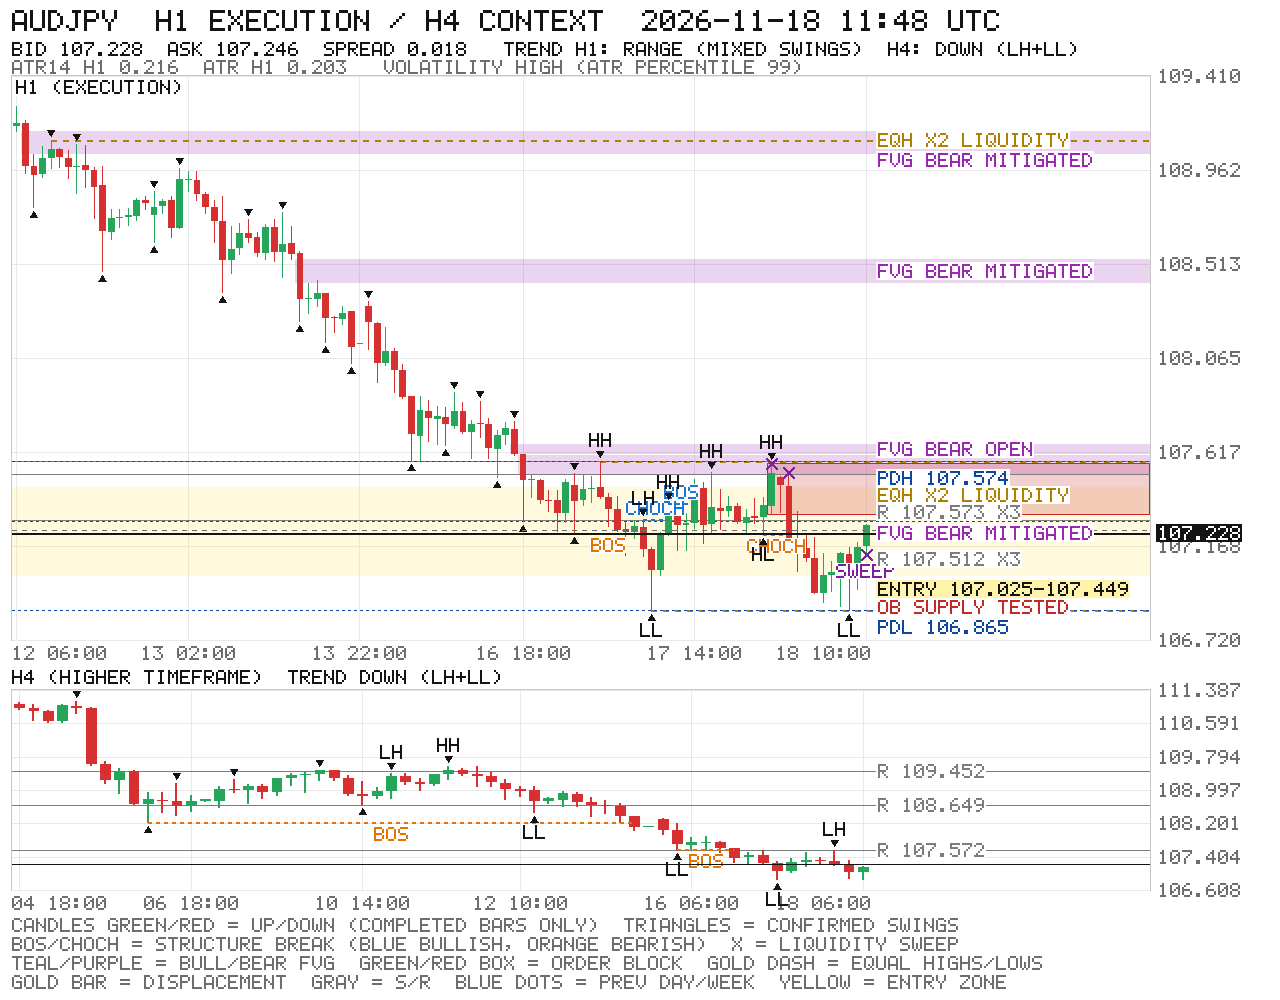 AUDJPY  H1 EXECUTION / H4 CONTEXT  2026-11-18 11:48 UTC
BID 107.228  ASK 107.246  SPREAD 0.018   TREND H1: RANGE (MIXED SWINGS)  H4: DOWN (LH+LL)
ATR14 H1 0.216  ATR H1 0.203   VOLATILITY HIGH (ATR PERCENTILE 99)
109.410
H1 (EXECUTION)
EQH X2 LIQUIDITY
FVG BEAR MITIGATED
108.962
FVG BEAR MITIGATED
108.513
108.065
HH
HH
HH
FVG BEAR OPEN
107.617
PDH 107.574
HH
LH
BOS
EQH X2 LIQUIDITY
CHOCH
R 107.573 X3
FVG BEAR MITIGATED
107.228
BOS
CHOCH
HL
107.168
R 107.512 X3
SWEEP
ENTRY 107.025-107.449
OB SUPPLY TESTED
LL
LL
PDL 106.865
106.720
12 06:00
13 02:00
13 22:00
16 18:00
17 14:00
18 10:00
H4 (HIGHER TIMEFRAME)  TREND DOWN (LH+LL)
111.387
110.591
LH
HH
109.794
R 109.452
108.997
R 108.649
BOS
LL
108.201
LH
R 107.572
107.404
LL
BOS
LL
106.608
04 18:00
06 18:00
10 14:00
12 10:00
16 06:00
18 06:00
CANDLES GREEN/RED = UP/DOWN (COMPLETED BARS ONLY)  TRIANGLES = CONFIRMED SWINGS
BOS/CHOCH = STRUCTURE BREAK (BLUE BULLISH, ORANGE BEARISH)  X = LIQUIDITY SWEEP
TEAL/PURPLE = BULL/BEAR FVG  GREEN/RED BOX = ORDER BLOCK  GOLD DASH = EQUAL HIGHS/LOWS
GOLD BAR = DISPLACEMENT  GRAY = S/R  BLUE DOTS = PREV DAY/WEEK  YELLOW = ENTRY ZONE